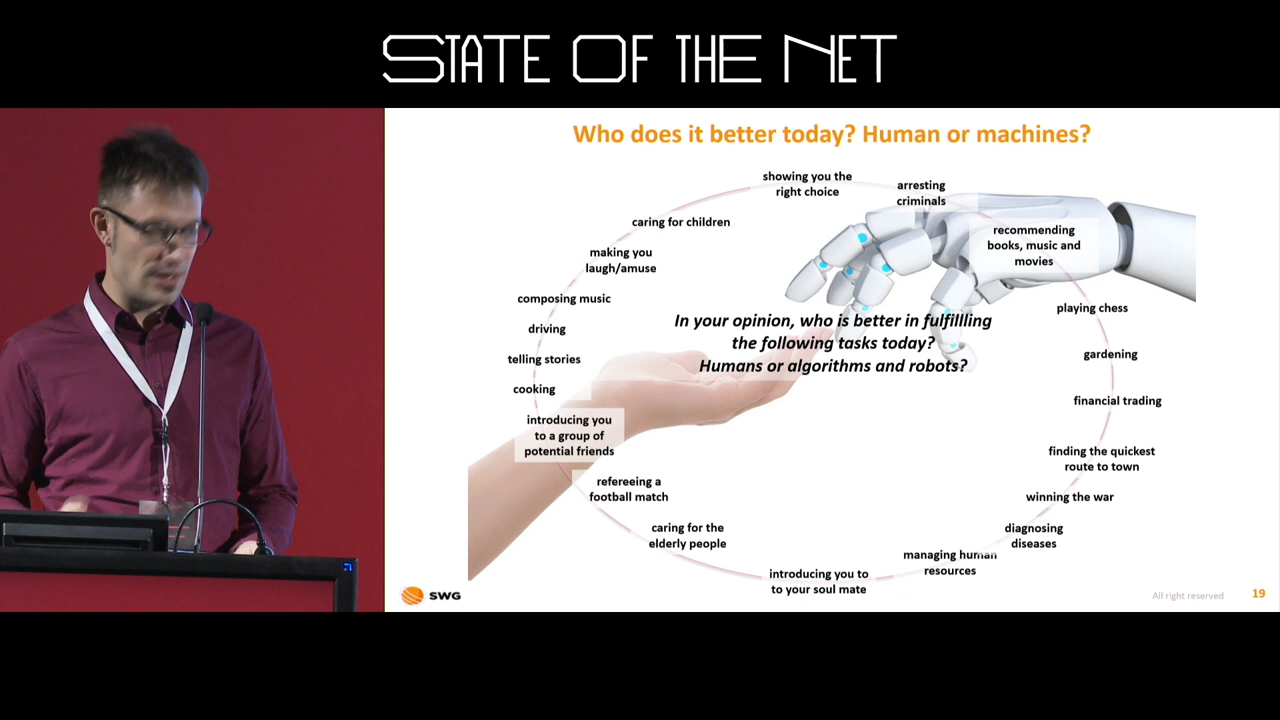 STATE OF THE NET
Who does it better today? Human or machines?
showing you the
right choice
arresting
criminals
caring for children
recommending
books, music and
movies
making you
laugh/amuse
composing music
playing chess
driving
In your opinion, who is better in fulfillling
the following tasks today?
Humans or algorithms and robots?
telling stories
gardening
cooking
financial trading
introducing you
to a group of
potential friends
finding the quickest
route to town
refereeing a
football match
winning the war
caring for the
elderly people
diagnosing
diseases
managing human
resources
introducing you to
to your soul mate
SWG
All right reserved
19